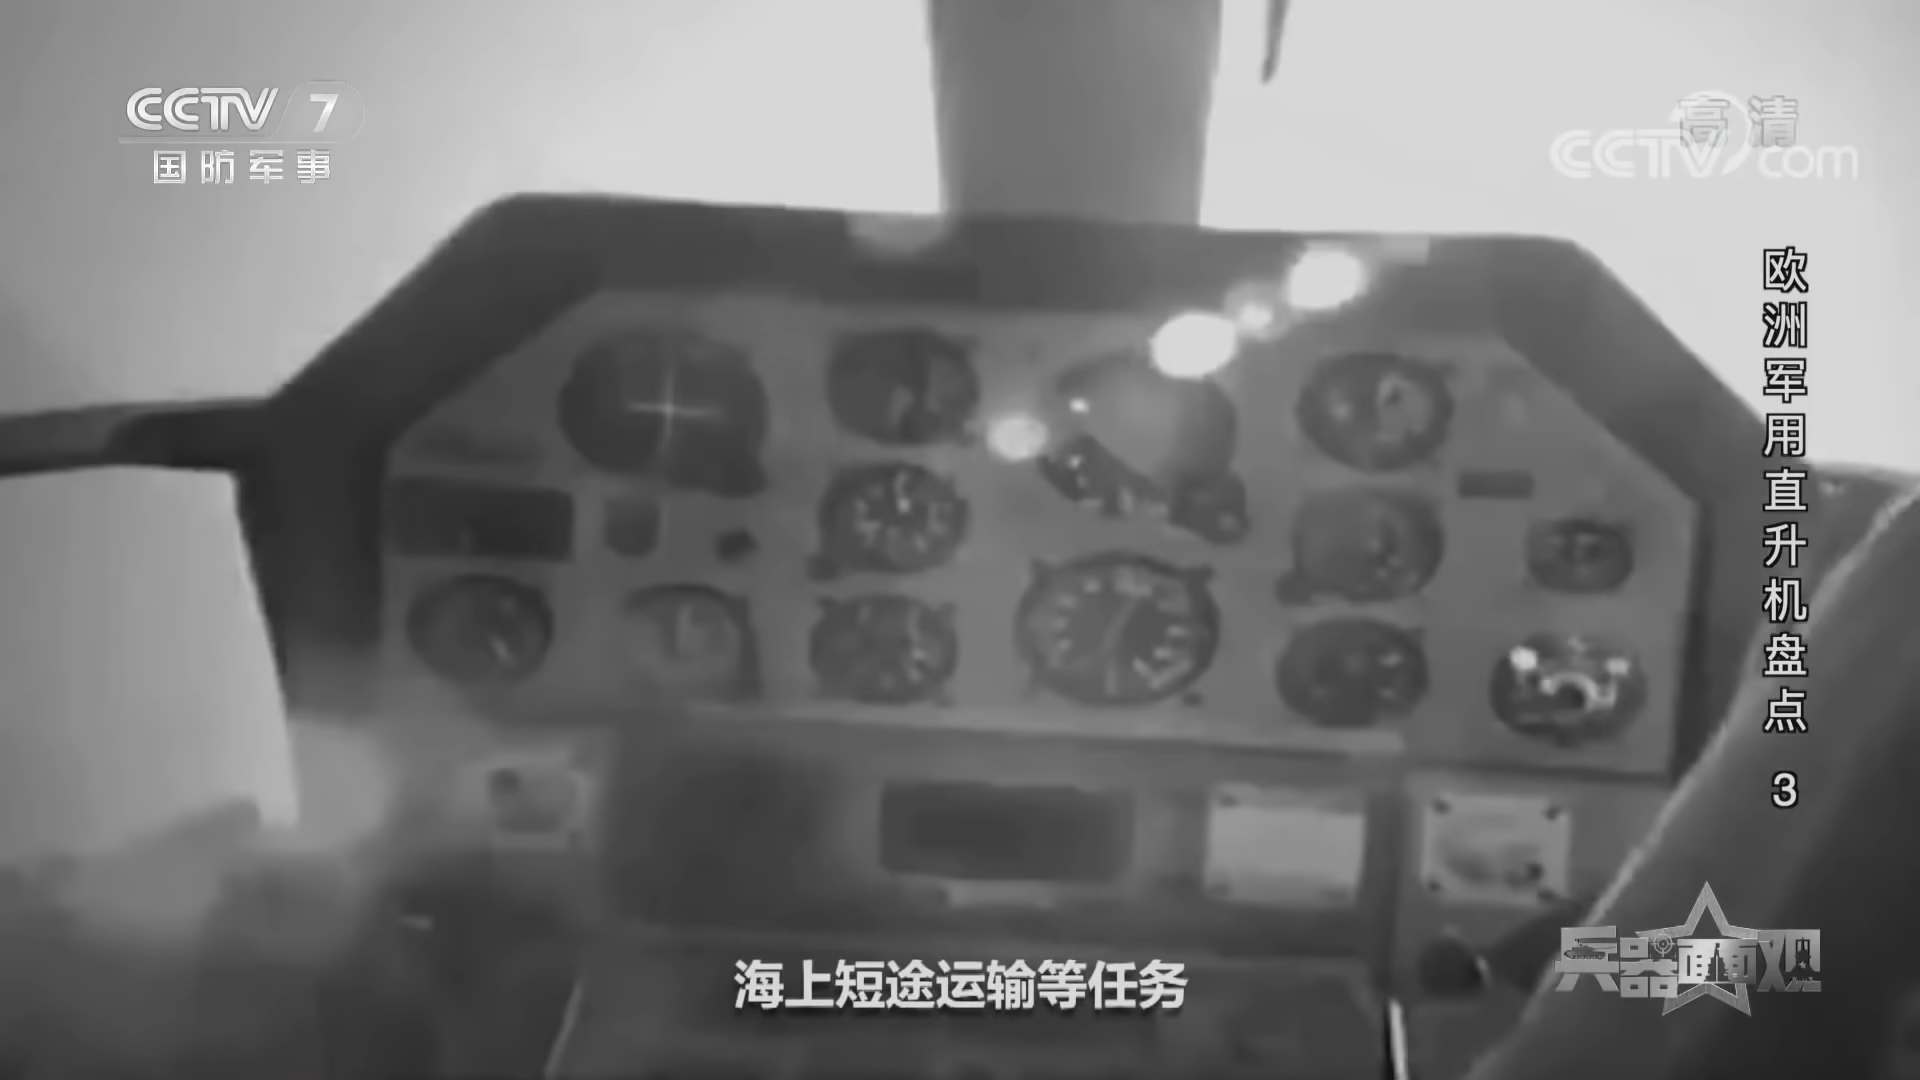 CCTV 7
国防军事
高清
CCTV.com
欧洲军用直升机盘点 3
海上短途运输等任务
兵器面面观